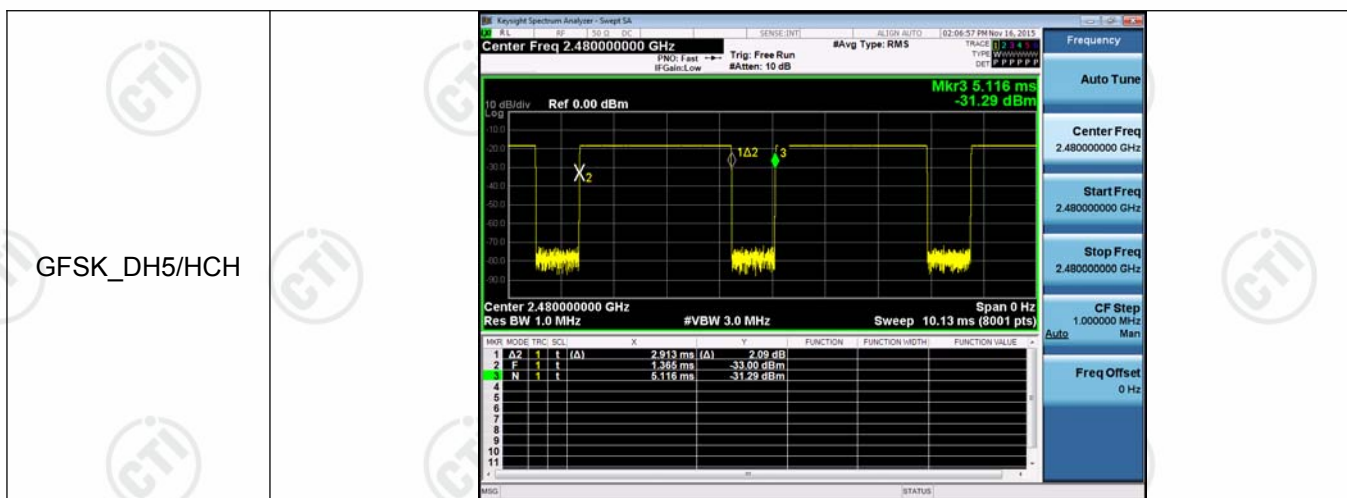 GFSK_DH5/HCH
Keysight Spectrum Analyzer - Swept SA
RL RF 50 Ω DC SENSE:INT ALIGN AUTO 02:06:57 PM Nov 16, 2015
Center Freq 2.480000000 GHz
#Avg Type: RMS
PNO: Fast Trig: Free Run
IFGain:Low #Atten: 10 dB
TRACE 1 2 3 4 5 6
TYPE W
DET P P P P P P
Mkr3 5.116 ms
-31.29 dBm
10 dB/div Ref 0.00 dBm
Log
-10.0
-20.0
-30.0
-40.0
-50.0
-60.0
-70.0
-80.0
-90.0
X2
1Δ2
3
Center 2.480000000 GHz Span 0 Hz
Res BW 1.0 MHz #VBW 3.0 MHz Sweep 10.13 ms (8001 pts)
MKR MODE TRC SCL X Y FUNCTION FUNCTION WIDTH FUNCTION VALUE
1 Δ2 1 t (Δ) 2.913 ms (Δ) 2.09 dB
2 F 1 t 1.365 ms -33.00 dBm
3 N 1 t 5.116 ms -31.29 dBm
4
5
6
7
8
9
10
11
MSG STATUS
Frequency
Auto Tune
Center Freq
2.480000000 GHz
Start Freq
2.480000000 GHz
Stop Freq
2.480000000 GHz
CF Step
1.000000 MHz
Auto Man
Freq Offset
0 Hz
CTI
CTI
CTI
CTI
CTI
CTI
CTI